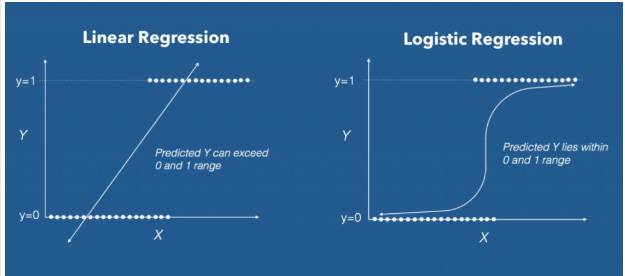 Linear Regression
y=1
Y
Predicted Y can exceed
0 and 1 range
y=0
X
Logistic Regression
y=1
Y
Predicted Y lies within
0 and 1 range
y=0
X